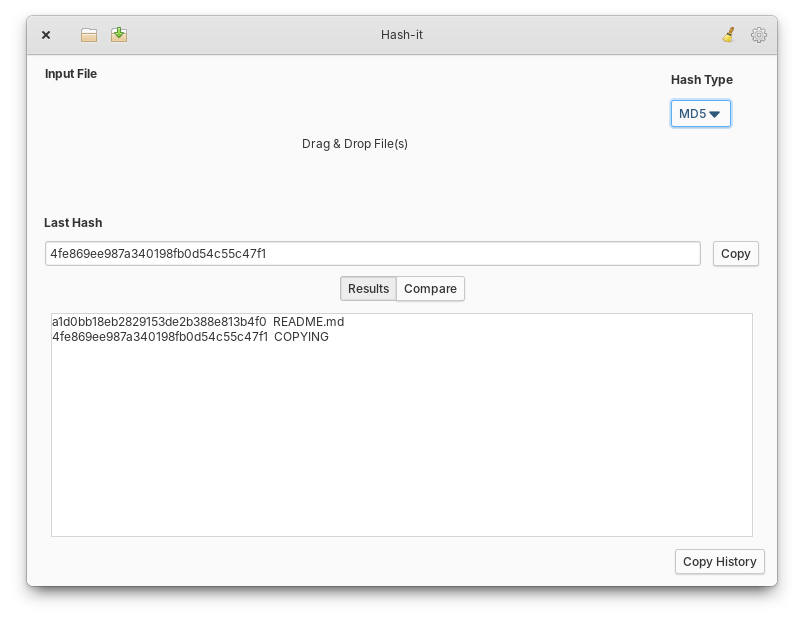 Hash-it
Input File
Hash Type
MD5
Drag & Drop File(s)
Last Hash
4fe869ee987a340198fb0d54c55c47f1
Copy
Results
Compare
a1d0bb18eb2829153de2b388e813b4f0 README.md
4fe869ee987a340198fb0d54c55c47f1 COPYING
Copy History